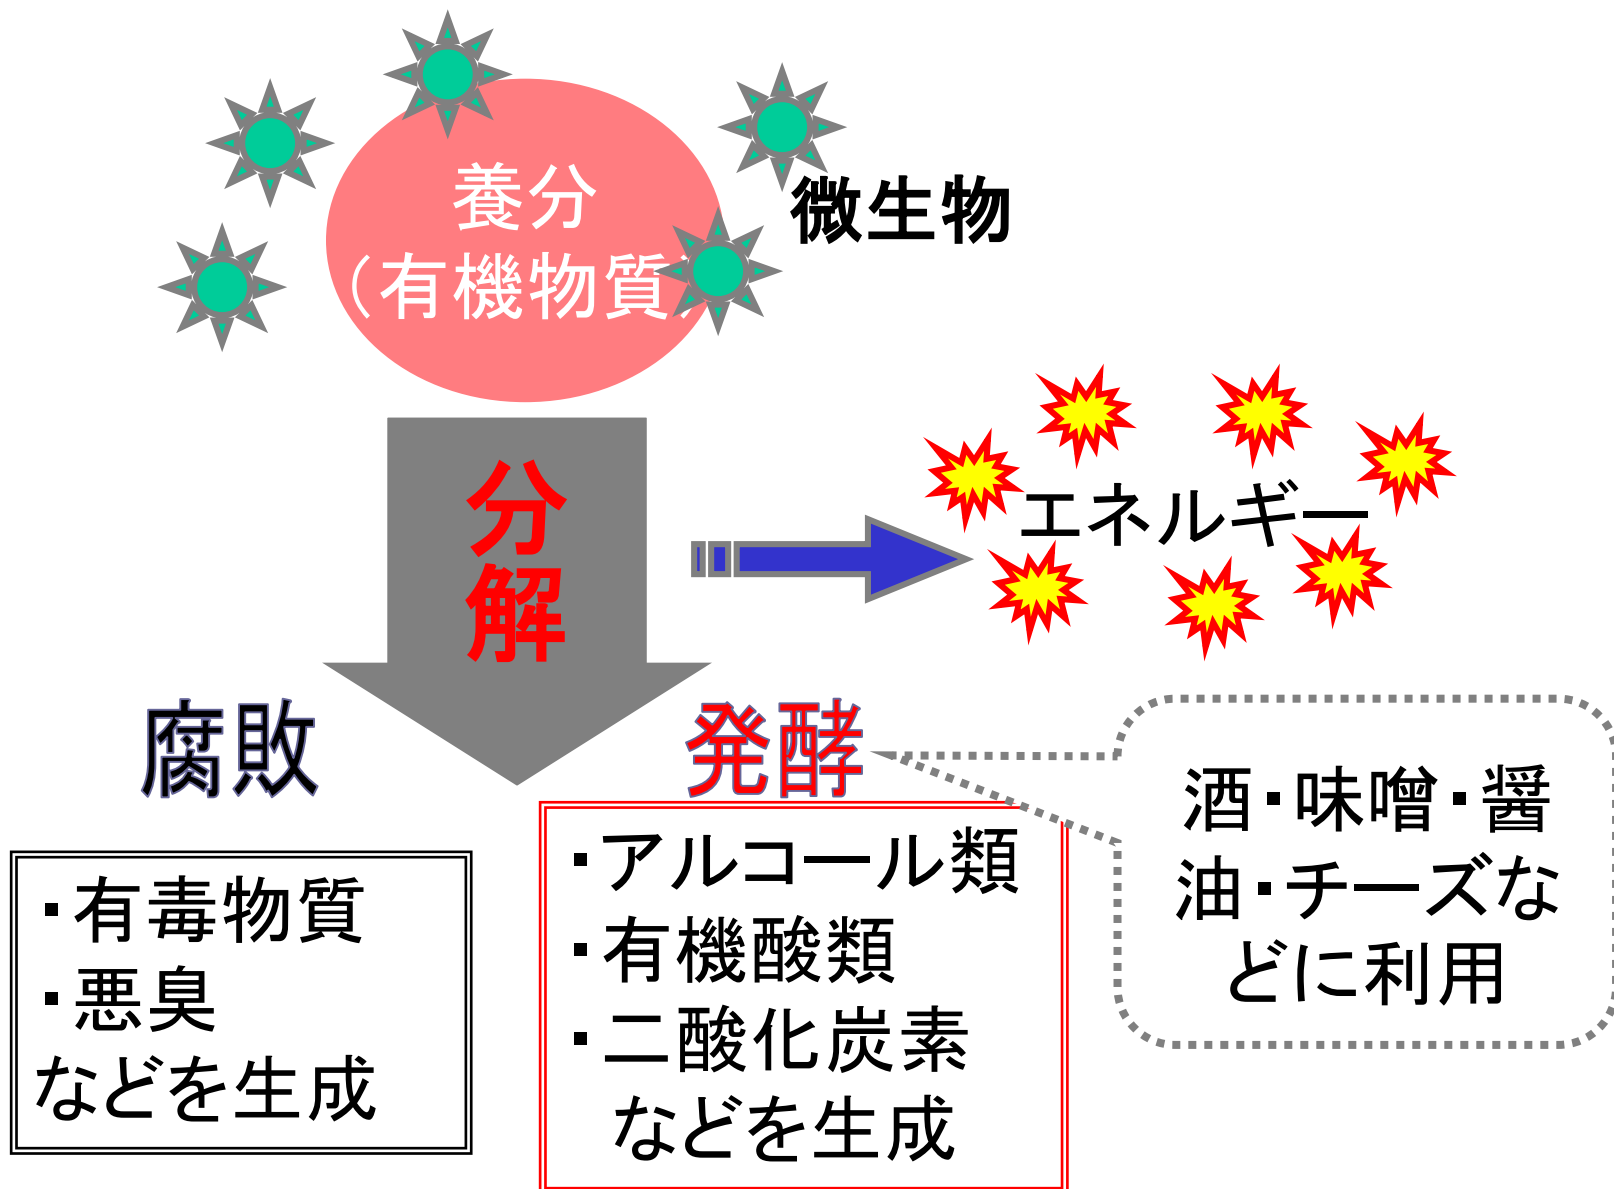 養分
（有機物質）
微生物
分
解
エネルギー
腐敗
発酵
・有毒物質
・悪臭
などを生成
・アルコール類
・有機酸類
・二酸化炭素
などを生成
酒・味噌・醤
油・チーズな
どに利用